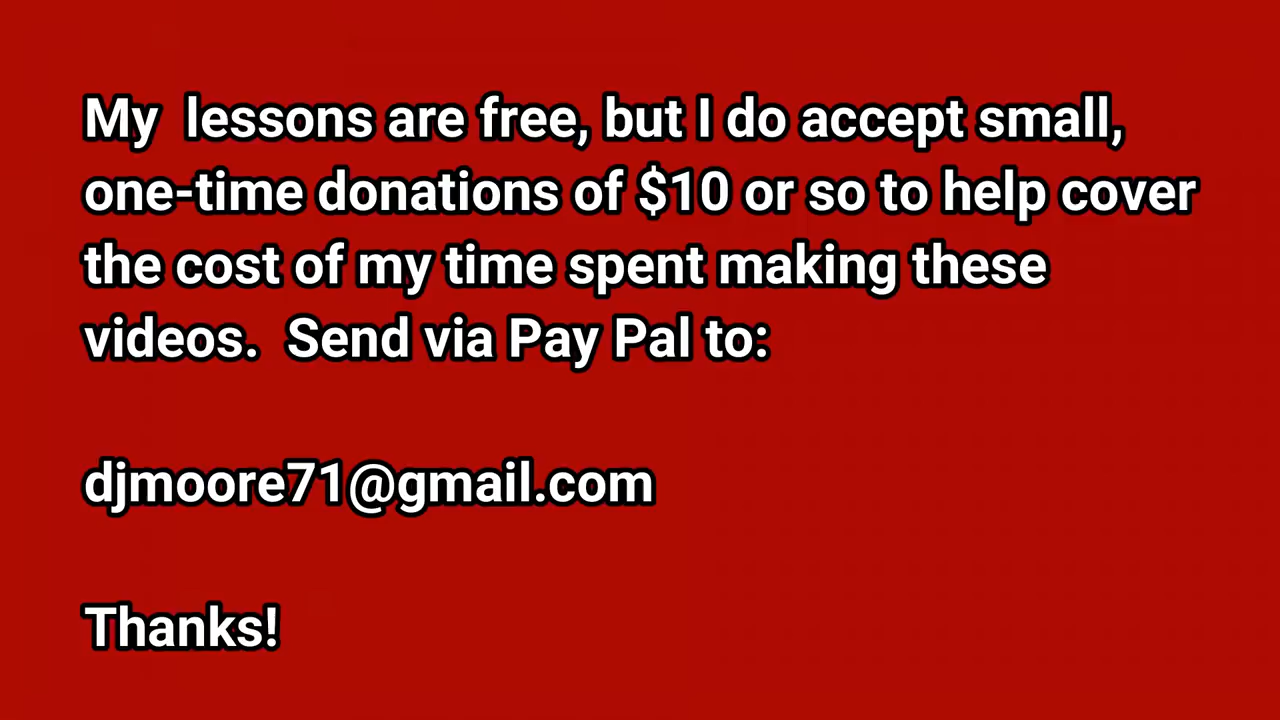 My  lessons are free, but I do accept small,
one-time donations of $10 or so to help cover
the cost of my time spent making these
videos.  Send via Pay Pal to:
djmoore71@gmail.com
Thanks!